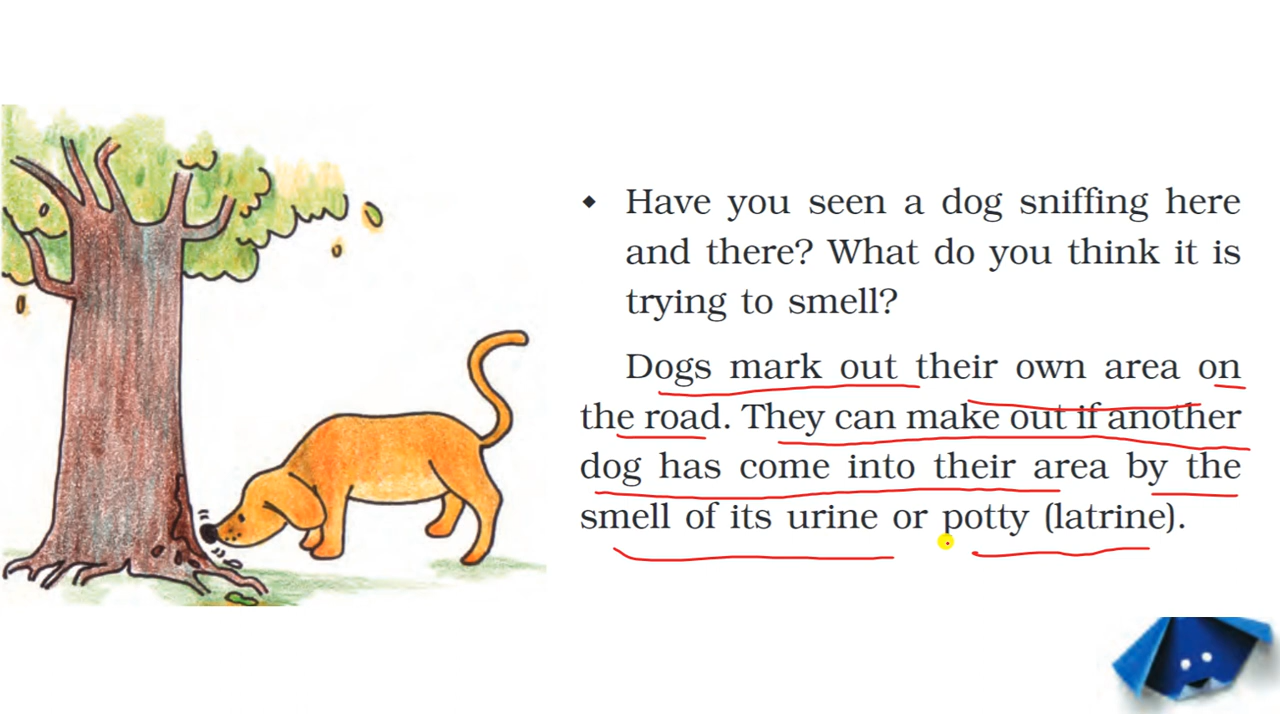 Have you seen a dog sniffing here
and there? What do you think it is
trying to smell?
Dogs mark out their own area on
the road. They can make out if another
dog has come into their area by the
smell of its urine or potty (latrine).